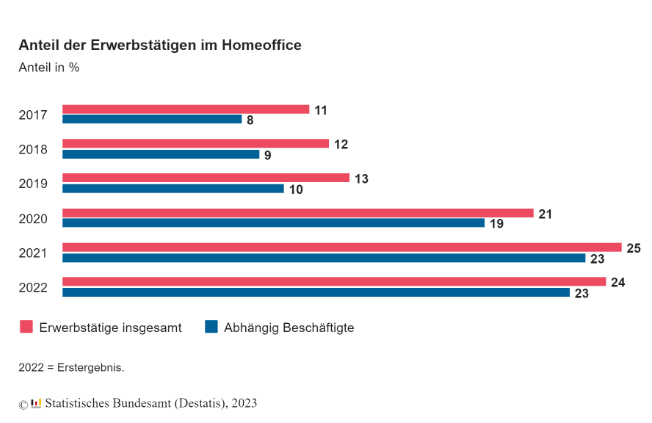 Anteil der Erwerbstätigen im Homeoffice
Anteil in %
2017 11
8
2018 12
9
2019 13
10
2020 21
19
2021 25
23
2022 24
23
Erwerbstätige insgesamt Abhängig Beschäftigte
2022 = Erstergebnis.
© Statistisches Bundesamt (Destatis), 2023